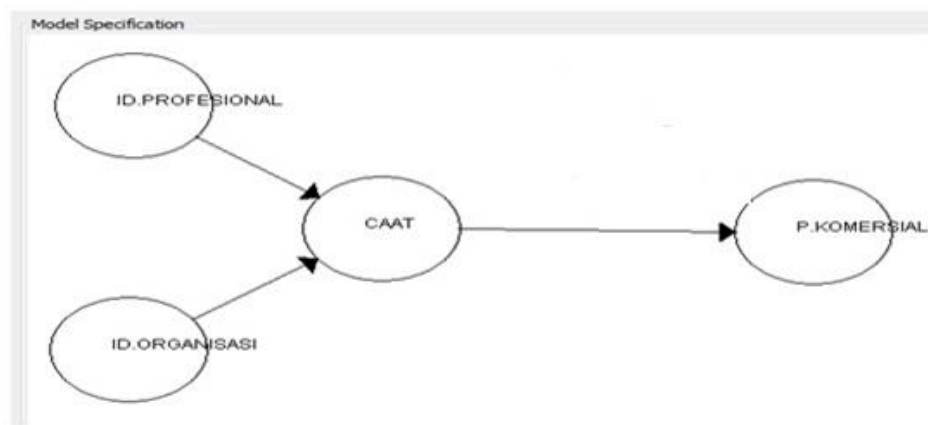 Model Specification
ID.PROFESIONAL
CAAT
P.KOMERSIAL
ID.ORGANISASI